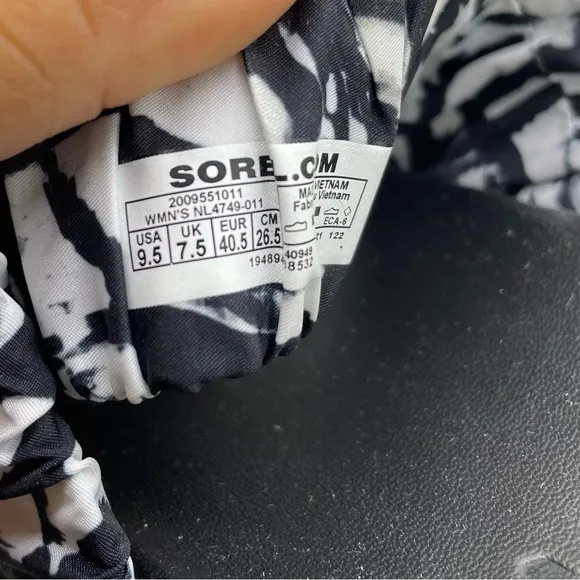 SOREL.COM
2009551011
WMN'S NL4749-011
USA UK EUR CM
9.5 7.5 40.5 26.5
VIETNAM
Vietnam
ECA-6
122